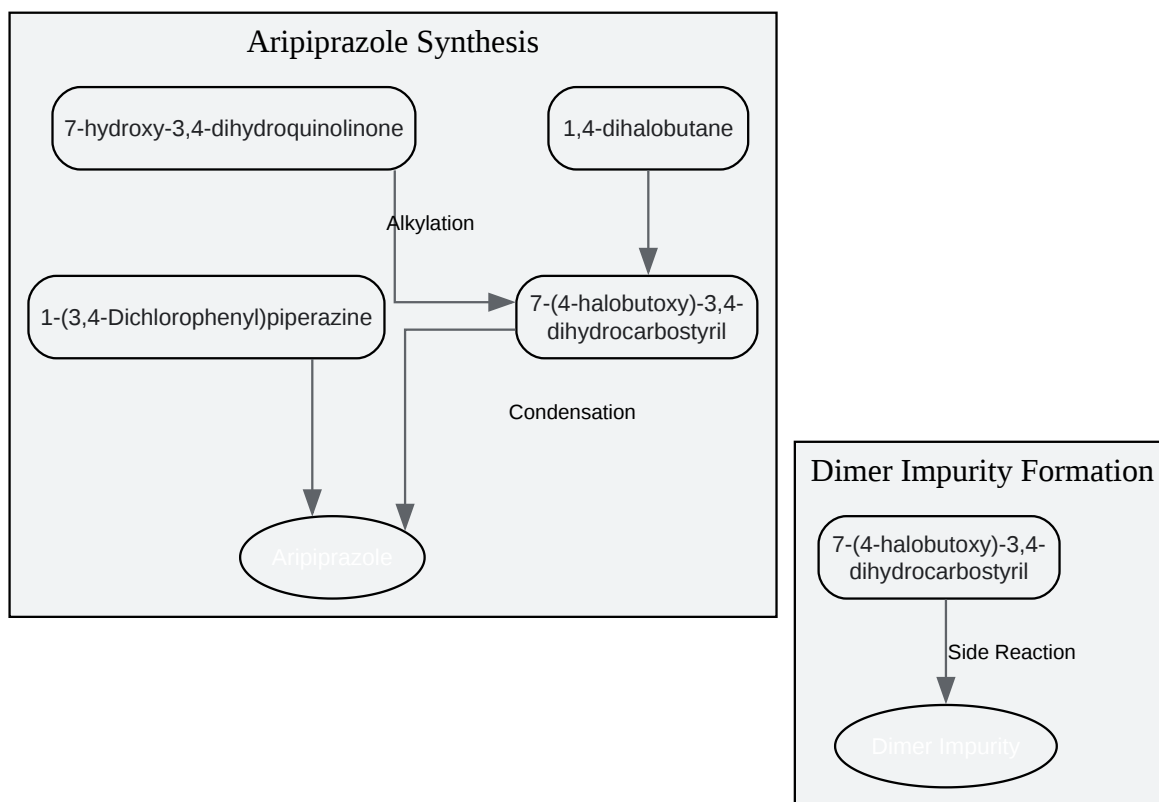 Aripiprazole Synthesis
7-hydroxy-3,4-dihydroquinolinone
1,4-dihalobutane
Alkylation
1-(3,4-Dichlorophenyl)piperazine
7-(4-halobutoxy)-3,4-
dihydrocarbostyril
Condensation
Aripiprazole
Dimer Impurity Formation
7-(4-halobutoxy)-3,4-
dihydrocarbostyril
Side Reaction
Dimer Impurity